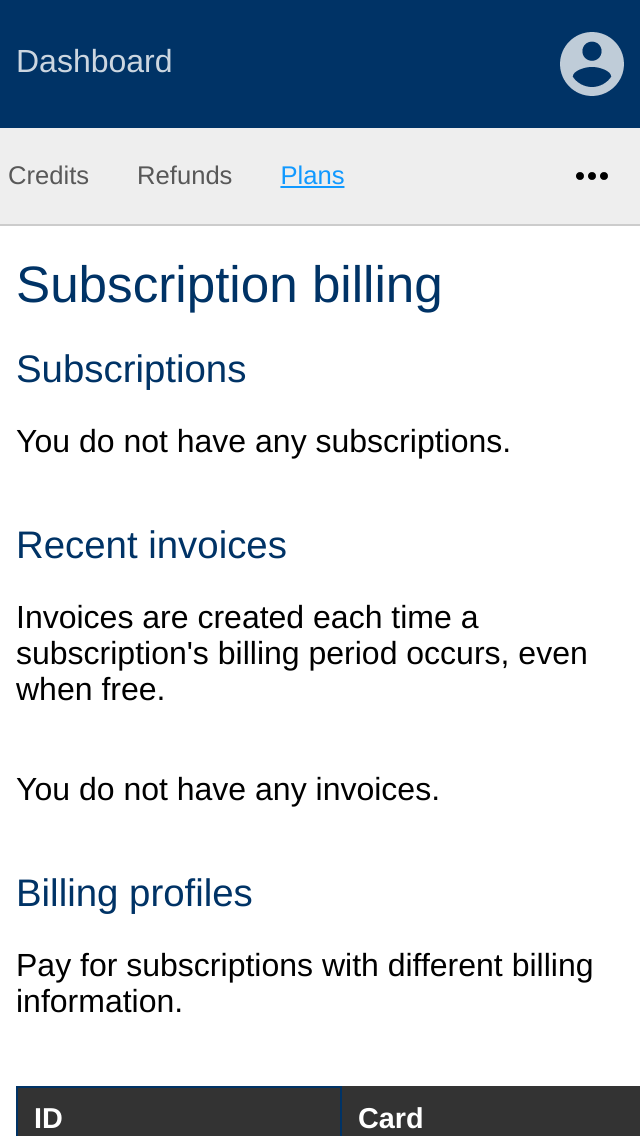 Dashboard
Credits Refunds Plans
Subscription billing
Subscriptions
You do not have any subscriptions.
Recent invoices
Invoices are created each time a
subscription's billing period occurs, even
when free.
You do not have any invoices.
Billing profiles
Pay for subscriptions with different billing
information.
ID Card